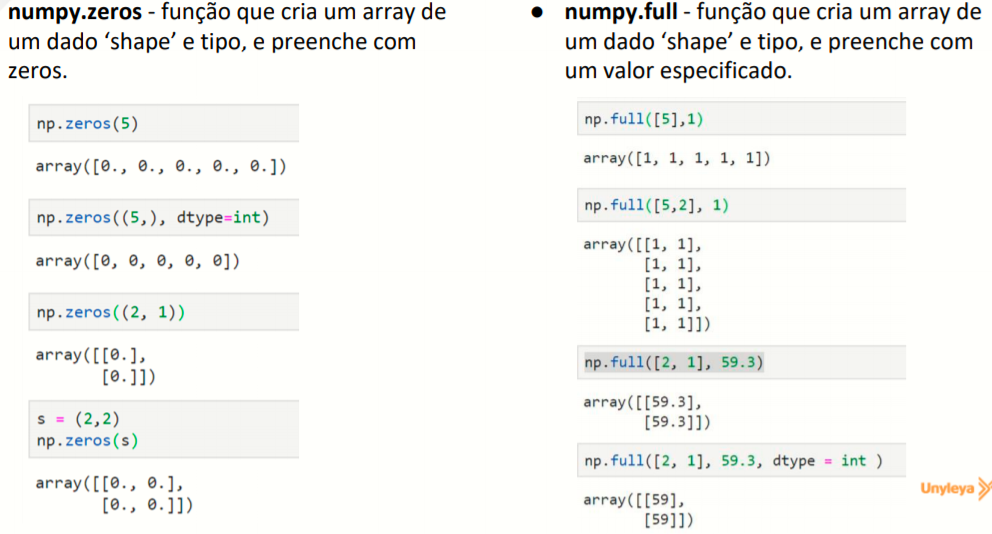 numpy.zeros - função que cria um array de
um dado ‘shape’ e tipo, e preenche com
zeros.
np.zeros(5)
array([0., 0., 0., 0., 0.])
np.zeros((5,), dtype=int)
array([0, 0, 0, 0, 0])
np.zeros((2, 1))
array([[0.],
       [0.]])
s = (2,2)
np.zeros(s)
array([[0., 0.],
       [0., 0.]])
● numpy.full - função que cria um array de
um dado ‘shape’ e tipo, e preenche com
um valor especificado.
np.full([5],1)
array([1, 1, 1, 1, 1])
np.full([5,2], 1)
array([[1, 1],
       [1, 1],
       [1, 1],
       [1, 1],
       [1, 1]])
np.full([2, 1], 59.3)
array([[59.3],
       [59.3]])
np.full([2, 1], 59.3, dtype = int )
array([[59],
       [59]])
Unyleya